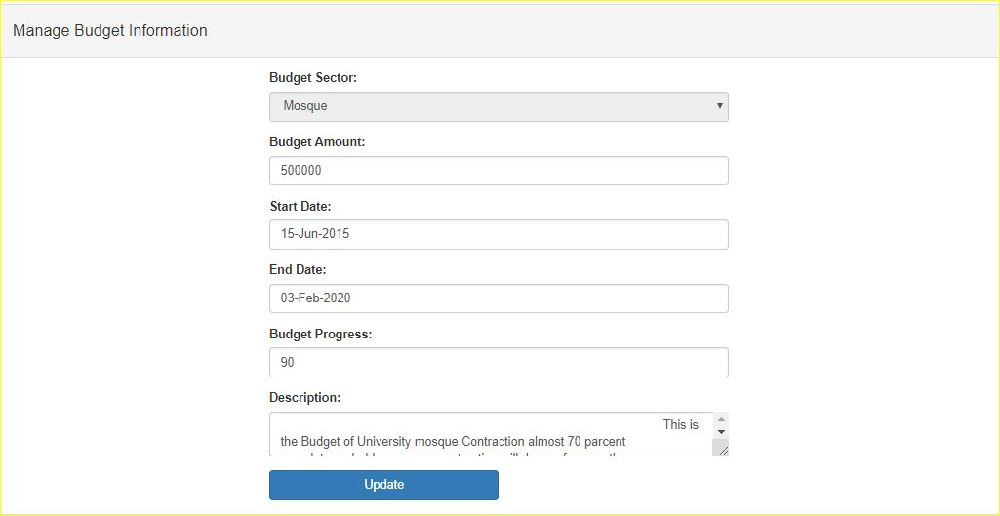 Manage Budget Information
Budget Sector:
Mosque
Budget Amount:
500000
Start Date:
15-Jun-2015
End Date:
03-Feb-2020
Budget Progress:
90
Description:
This is
the Budget of University mosque.Contraction almost 70 parcent
Update